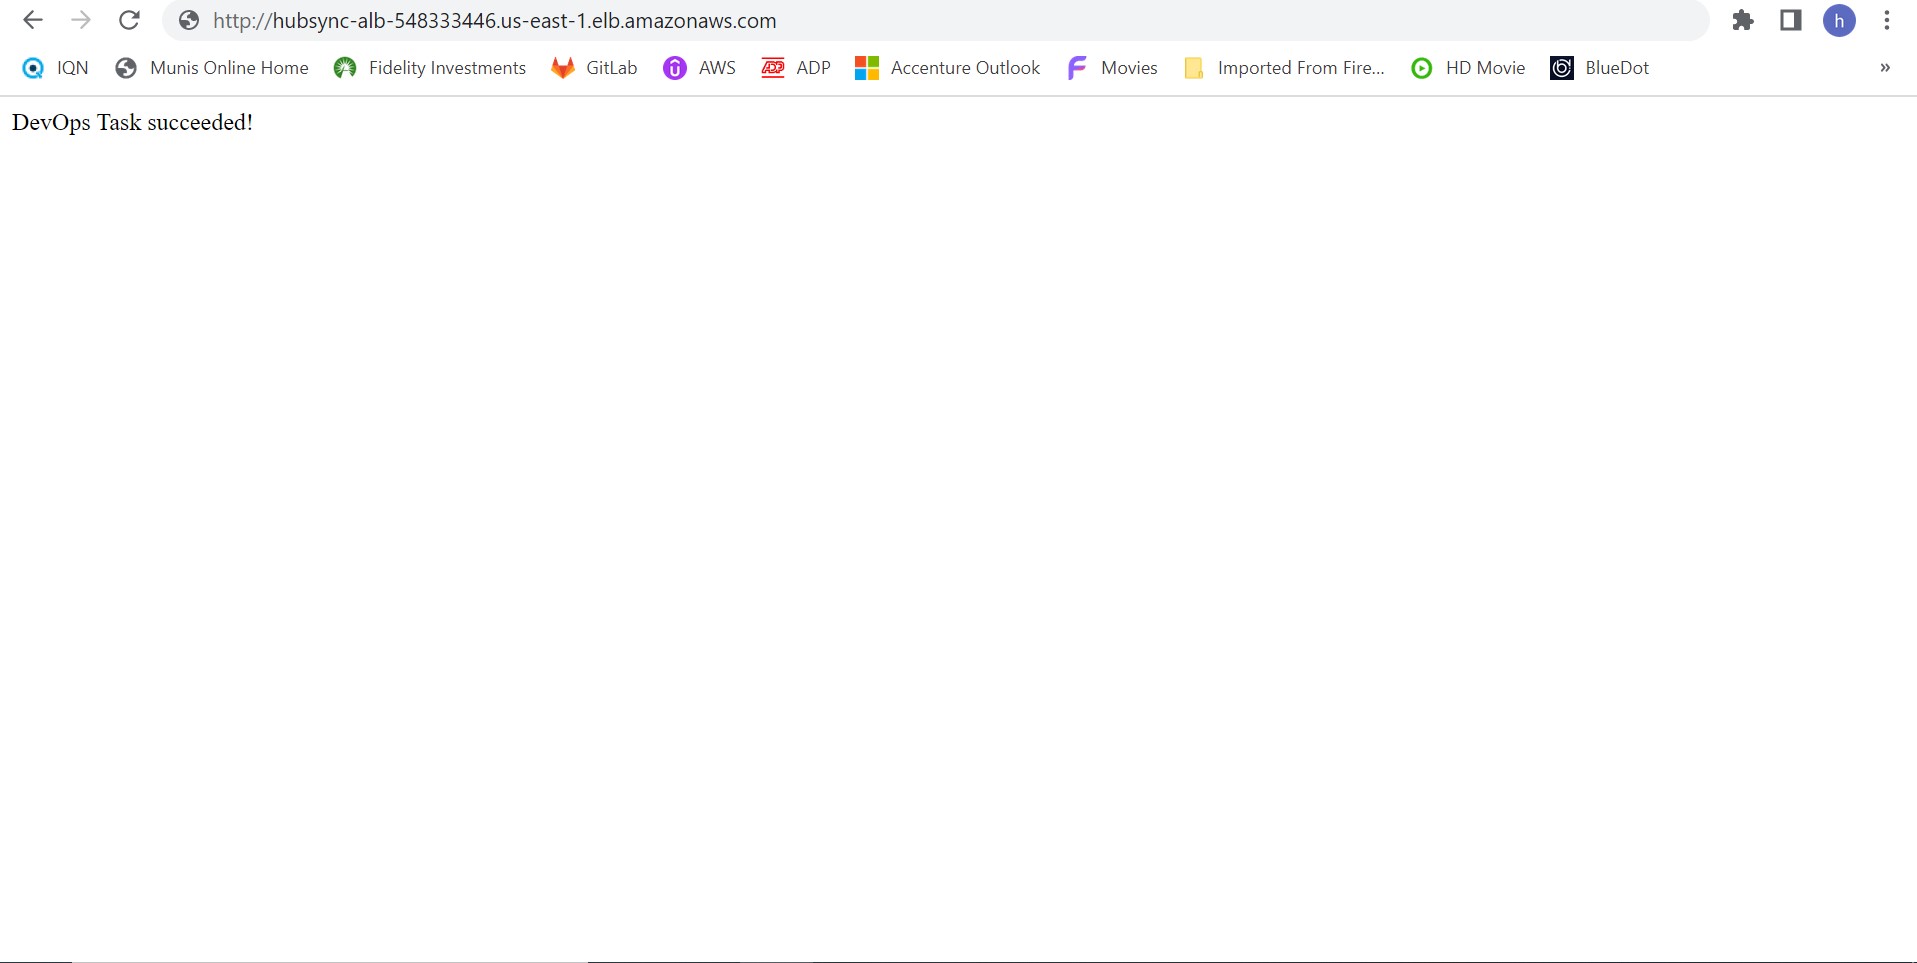 http://hubsync-alb-548333446.us-east-1.elb.amazonaws.com
h
IQN Munis Online Home Fidelity Investments GitLab AWS ADP Accenture Outlook Movies Imported From Fire... HD Movie BlueDot »
DevOps Task succeeded!